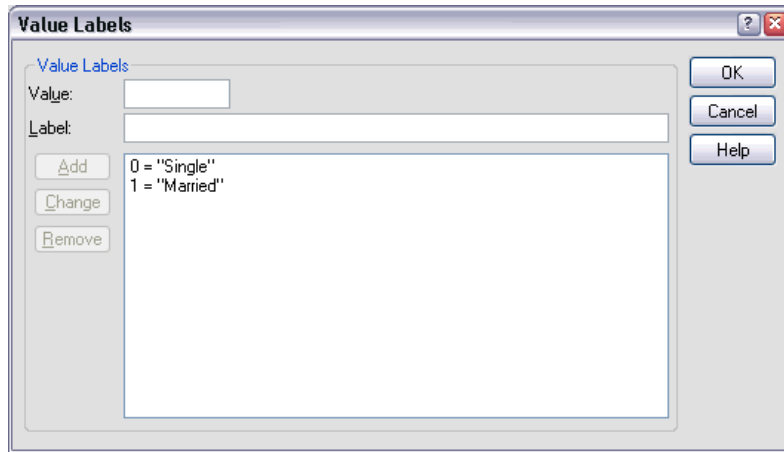 Value Labels
Value Labels
Value:
OK
Label:
Cancel
Add
0 = "Single"
Help
1 = "Married"
Change
Remove